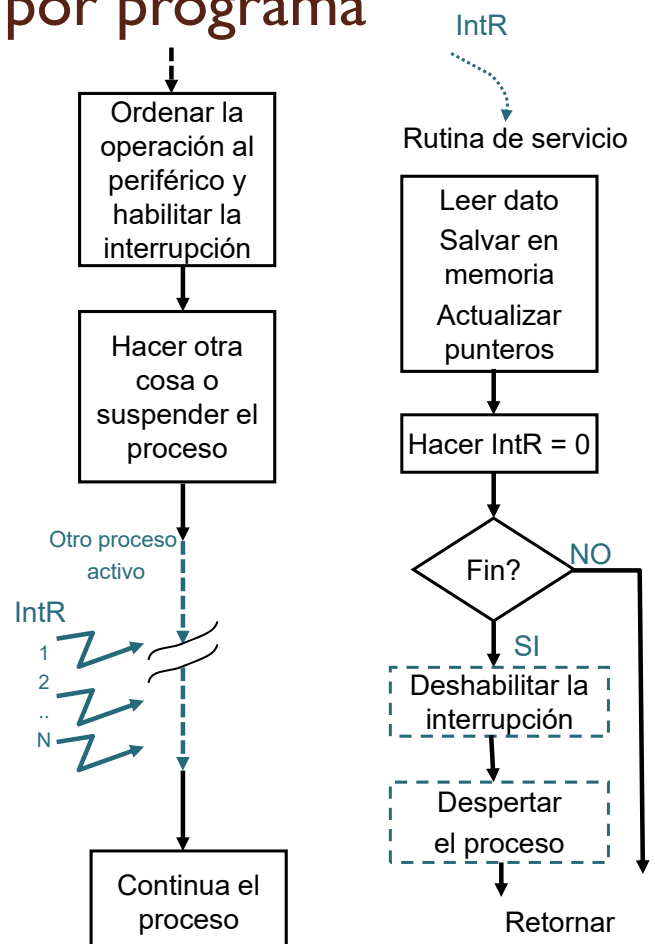 por programa
Ordenar la
operación al
periférico y
habilitar la
interrupción
Hacer otra
cosa o
suspender el
proceso
Otro proceso
activo
IntR
1
2
..
N
Continua el
proceso
IntR
Rutina de servicio
Leer dato
Salvar en
memoria
Actualizar
punteros
Hacer IntR = 0
Fin?
NO
SI
Deshabilitar la
interrupción
Despertar
el proceso
Retornar